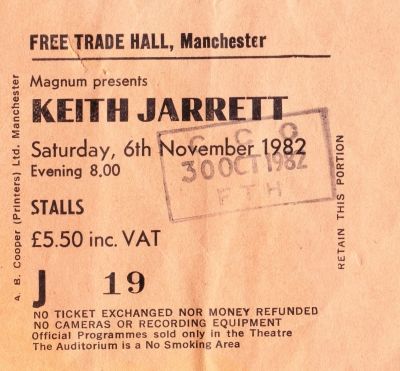 FREE TRADE HALL, Manchester
Magnum presents
KEITH JARRETT
Saturday, 6th November 1982
Evening 8.00
STALLS
£5.50 inc. VAT
J 19
NO TICKET EXCHANGED NOR MONEY REFUNDED
NO CAMERAS OR RECORDING EQUIPMENT
Official Programmes sold only in the Theatre
The Auditorium is a No Smoking Area
A. B. Cooper (Printers) Ltd. Manchester
RETAIN THIS PORTION
C C O
30 OCT 1982
F T H